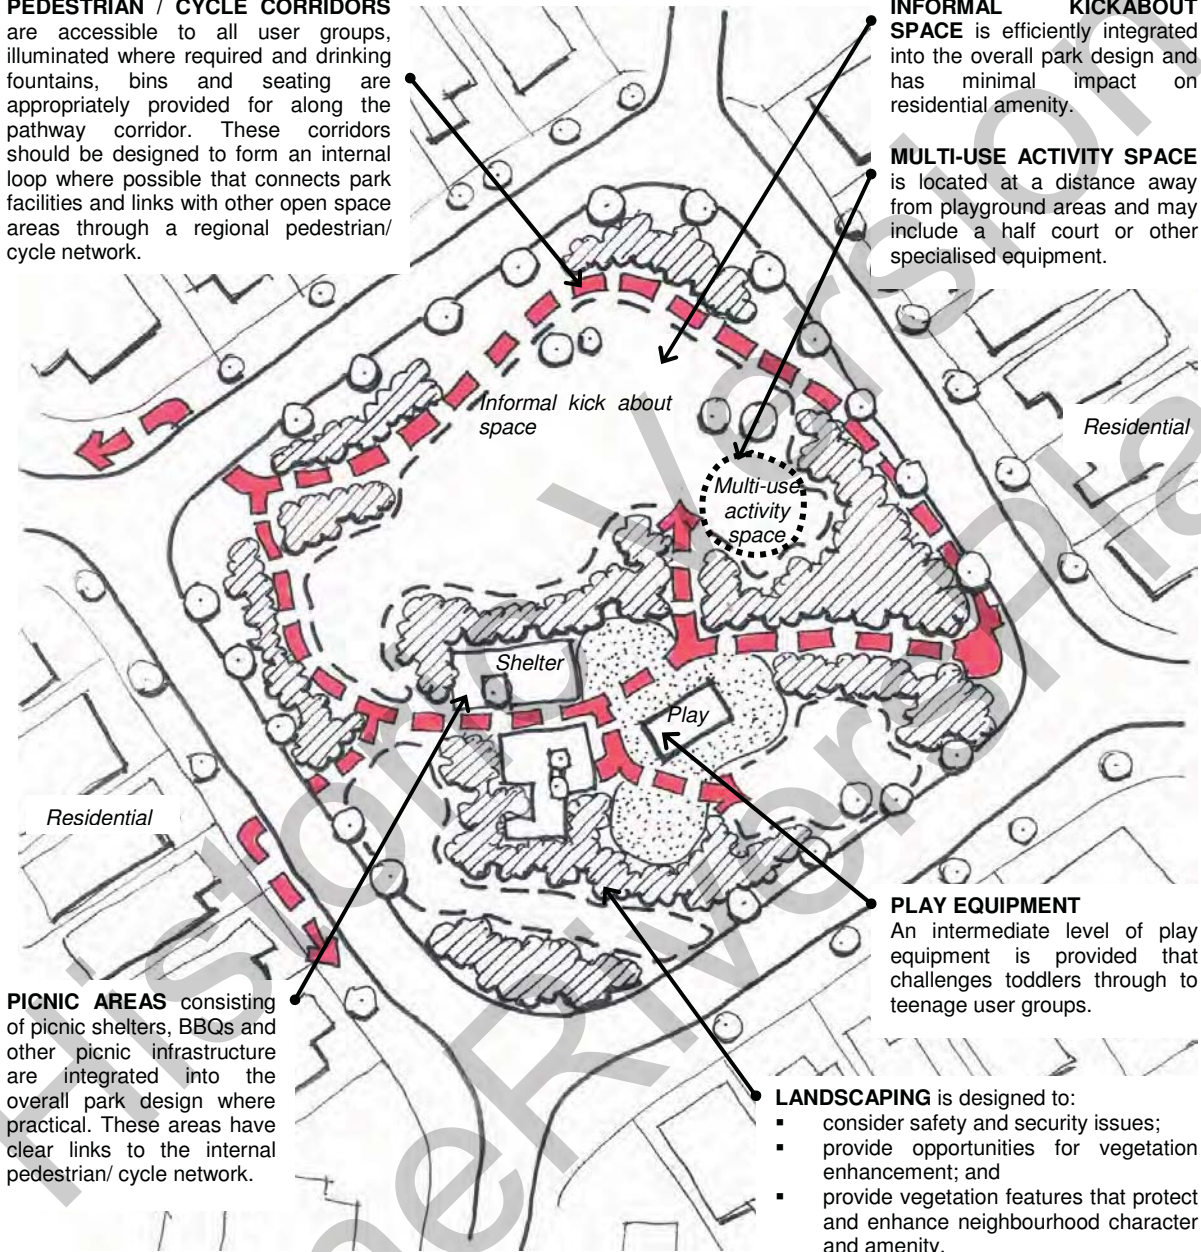 PEDESTRIAN / CYCLE CORRIDORS
are accessible to all user groups,
illuminated where required and drinking
fountains, bins and seating are
appropriately provided for along the
pathway corridor. These corridors
should be designed to form an internal
loop where possible that connects park
facilities and links with other open space
areas through a regional pedestrian/
cycle network.
INFORMAL KICKABOUT
SPACE is efficiently integrated
into the overall park design and
has minimal impact on
residential amenity.
MULTI-USE ACTIVITY SPACE
is located at a distance away
from playground areas and may
include a half court or other
specialised equipment.
Informal kick about
space
Residential
Multi-use
activity
space
Shelter
Play
Residential
PLAY EQUIPMENT
An intermediate level of play
equipment is provided that
challenges toddlers through to
teenage user groups.
PICNIC AREAS consisting
of picnic shelters, BBQs and
other picnic infrastructure
are integrated into the
overall park design where
practical. These areas have
clear links to the internal
pedestrian/ cycle network.
LANDSCAPING is designed to:
▪ consider safety and security issues;
▪ provide opportunities for vegetation
enhancement; and
▪ provide vegetation features that protect
and enhance neighbourhood character
and amenity.